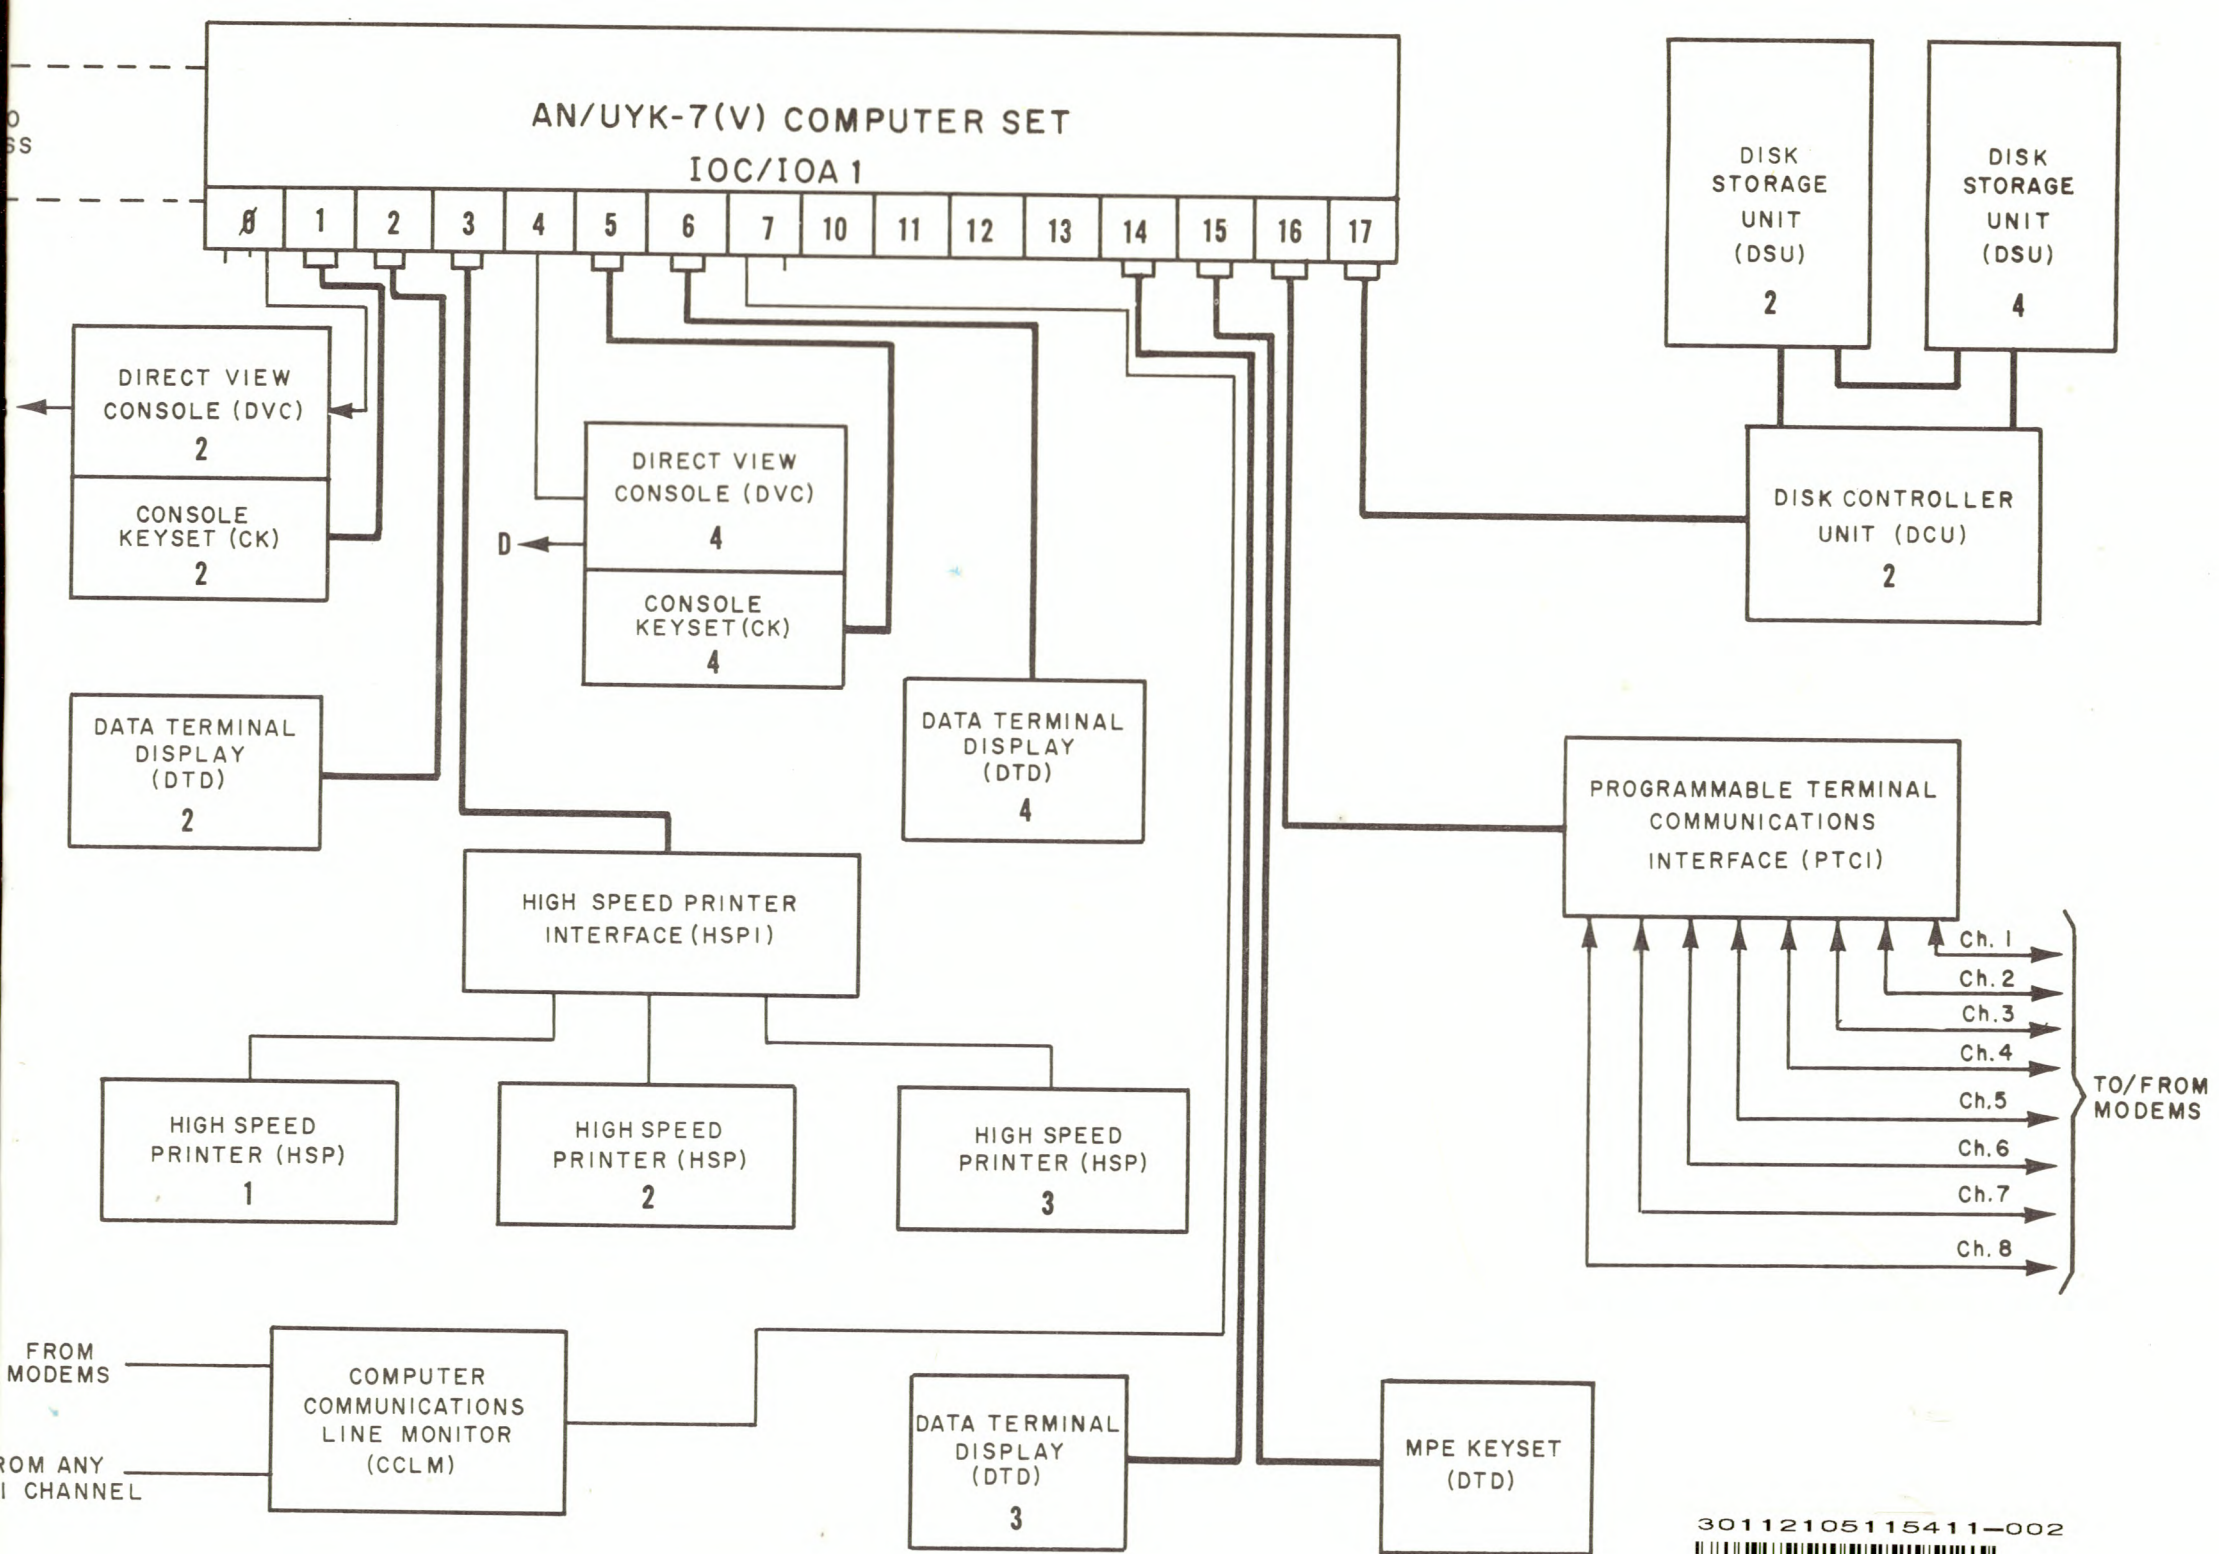 AN/UYK-7(V) COMPUTER SET
IOC/IOA 1
0 1 2 3 4 5 6 7 10 11 12 13 14 15 16 17
DISK
STORAGE
UNIT
(DSU)
2
DISK
STORAGE
UNIT
(DSU)
4
DIRECT VIEW
CONSOLE (DVC)
2
CONSOLE
KEYSET (CK)
2
DIRECT VIEW
CONSOLE (DVC)
4
D
CONSOLE
KEYSET (CK)
4
DISK CONTROLLER
UNIT (DCU)
2
DATA TERMINAL
DISPLAY
(DTD)
2
DATA TERMINAL
DISPLAY
(DTD)
4
PROGRAMMABLE TERMINAL
COMMUNICATIONS
INTERFACE (PTCI)
HIGH SPEED PRINTER
INTERFACE (HSPI)
Ch. 1
Ch. 2
Ch. 3
Ch. 4
Ch. 5
Ch. 6
Ch. 7
Ch. 8
TO/FROM
MODEMS
HIGH SPEED
PRINTER (HSP)
1
HIGH SPEED
PRINTER (HSP)
2
HIGH SPEED
PRINTER (HSP)
3
FROM
MODEMS
ANY
CHANNEL
COMPUTER
COMMUNICATIONS
LINE MONITOR
(CCLM)
DATA TERMINAL
DISPLAY
(DTD)
3
MPE KEYSET
(DTD)
301121051154 11-002